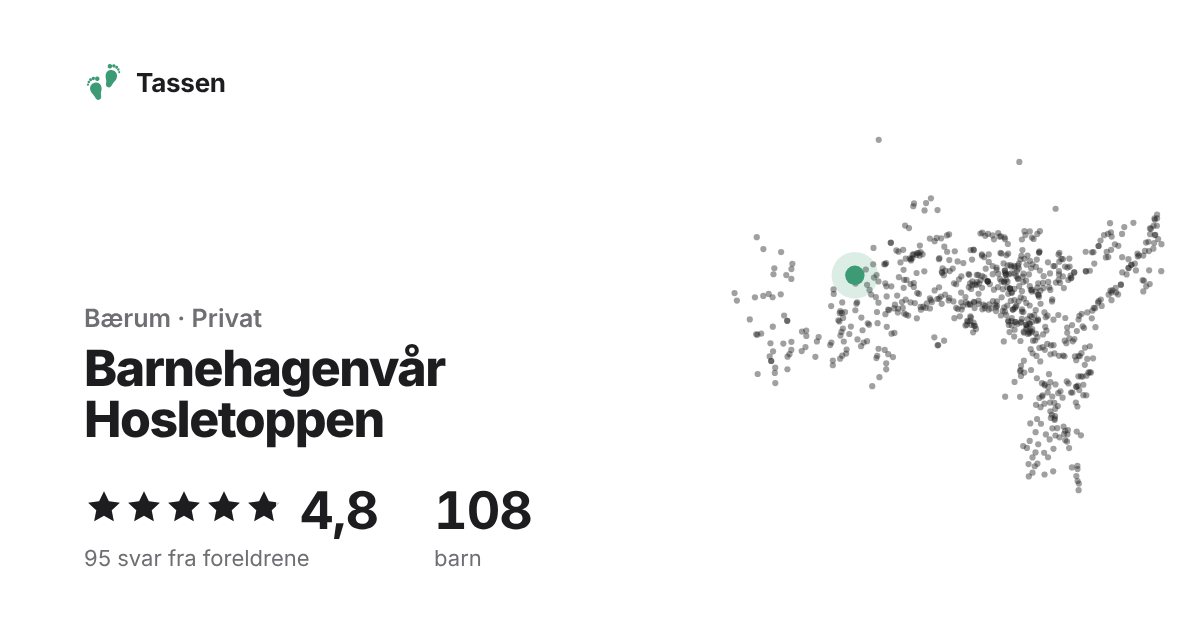 Tassen
Bærum · Privat
Barnehagenvår
Hosletoppen
4,8
108
95 svar fra foreldrene
barn